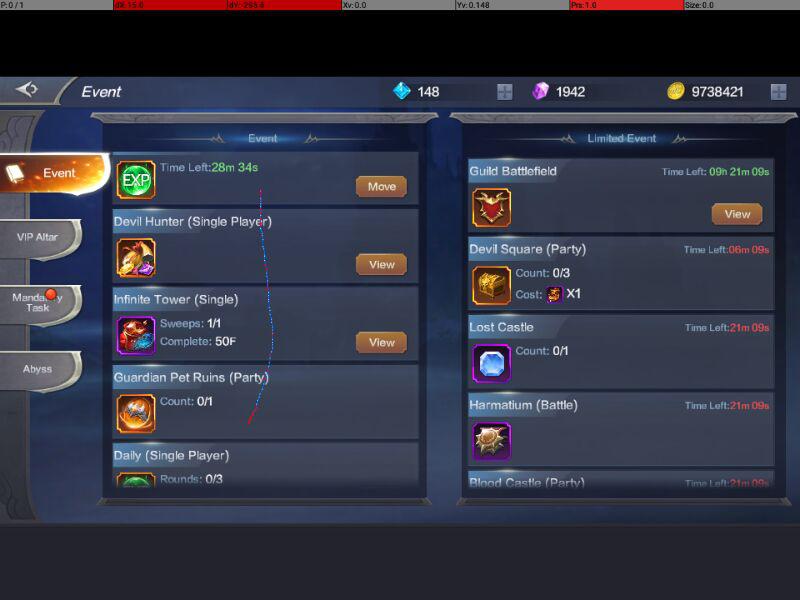 P: 0 / 1
dX: 15.0
dY: -293.6
Xv: 0.0
Yv: 0.148
Prs: 1.0
Size: 0.0
Event
148
1942
9738421
Event
VIP Altar
Task
Abyss
Event
EXP
Time Left:28m 34s
Move
Devil Hunter (Single Player)
View
Infinite Tower (Single)
Sweeps: 1/1
Complete: 50F
View
Guardian Pet Ruins (Party)
Count: 0/1
Daily (Single Player)
Rounds: 0/3
Limited Event
Guild Battlefield
Time Left: 09h 21m 09s
View
Devil Square (Party)
Time Left:06m 09s
Count: 0/3
Cost: X1
Lost Castle
Time Left:21m 09s
Count: 0/1
Harmatium (Battle)
Time Left:21m 09s
Blood Castle (Party)
Time Left:21m 09s